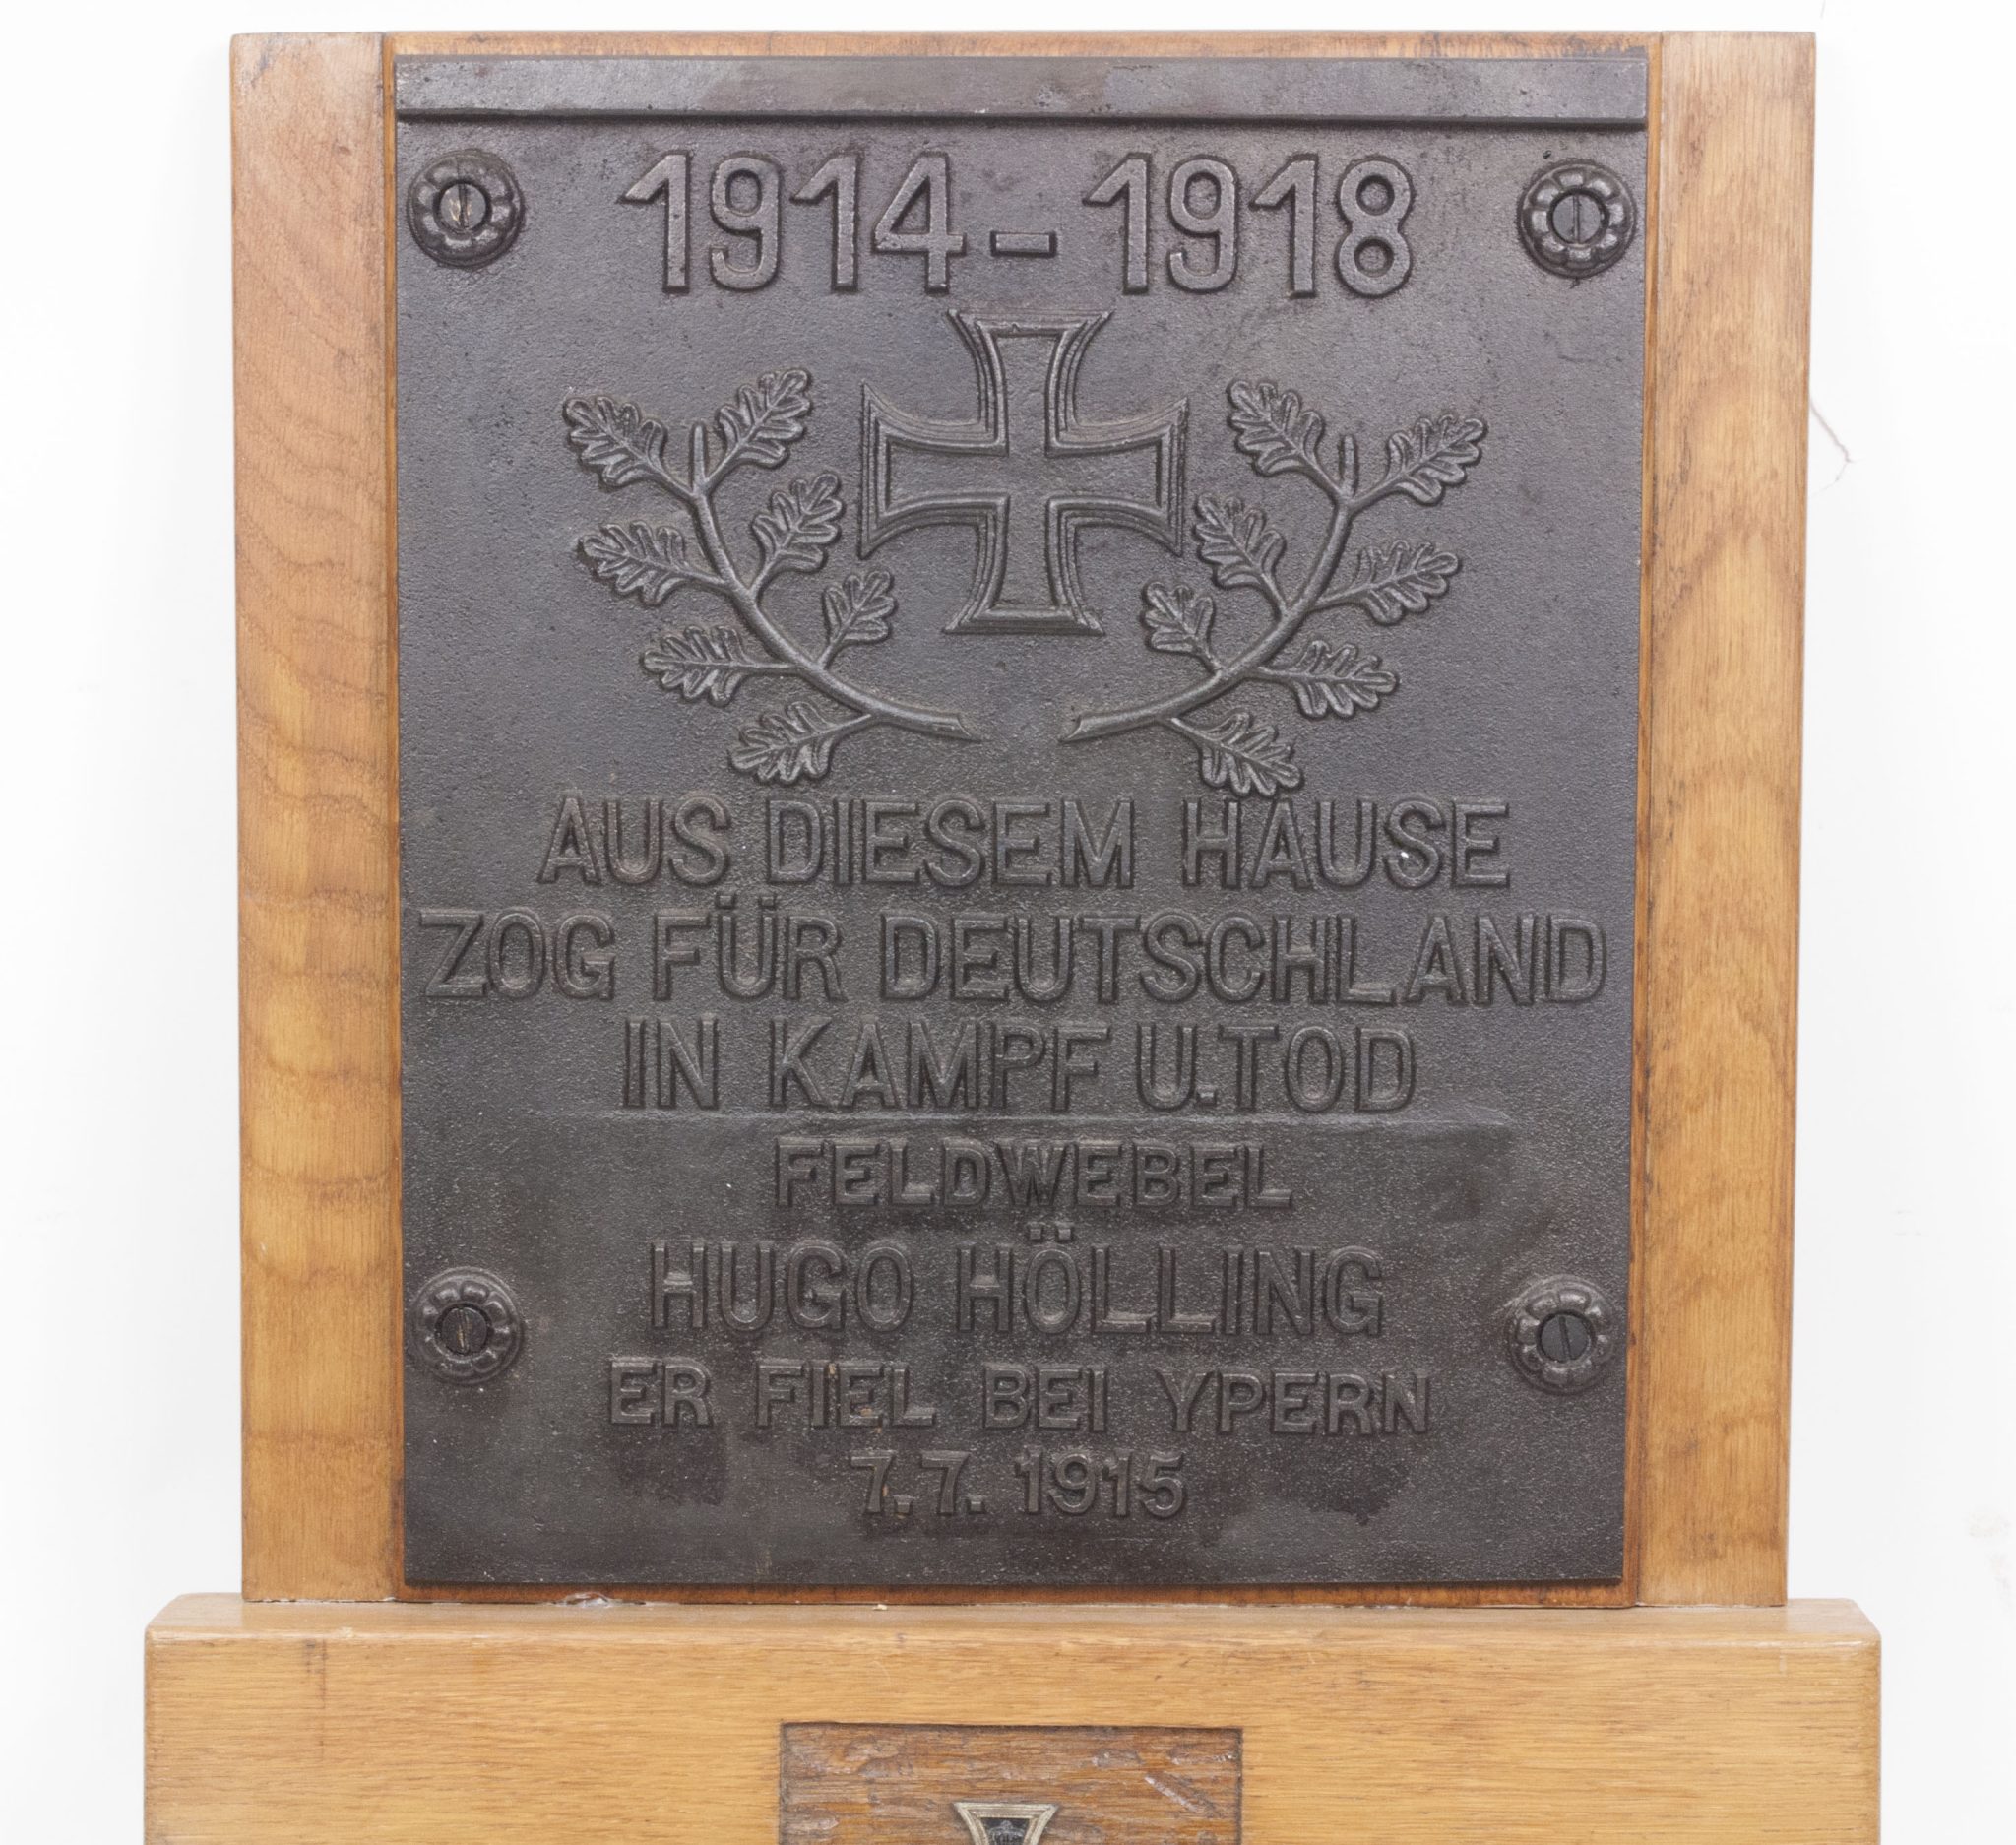 1914-1918
AUS DIESEM HAUSE
ZOG FÜR DEUTSCHLAND
IN KAMPF U.TOD
FELDWEBEL
HUGO HÖLLING
ER FIEL BEI YPERN
7.7. 1915